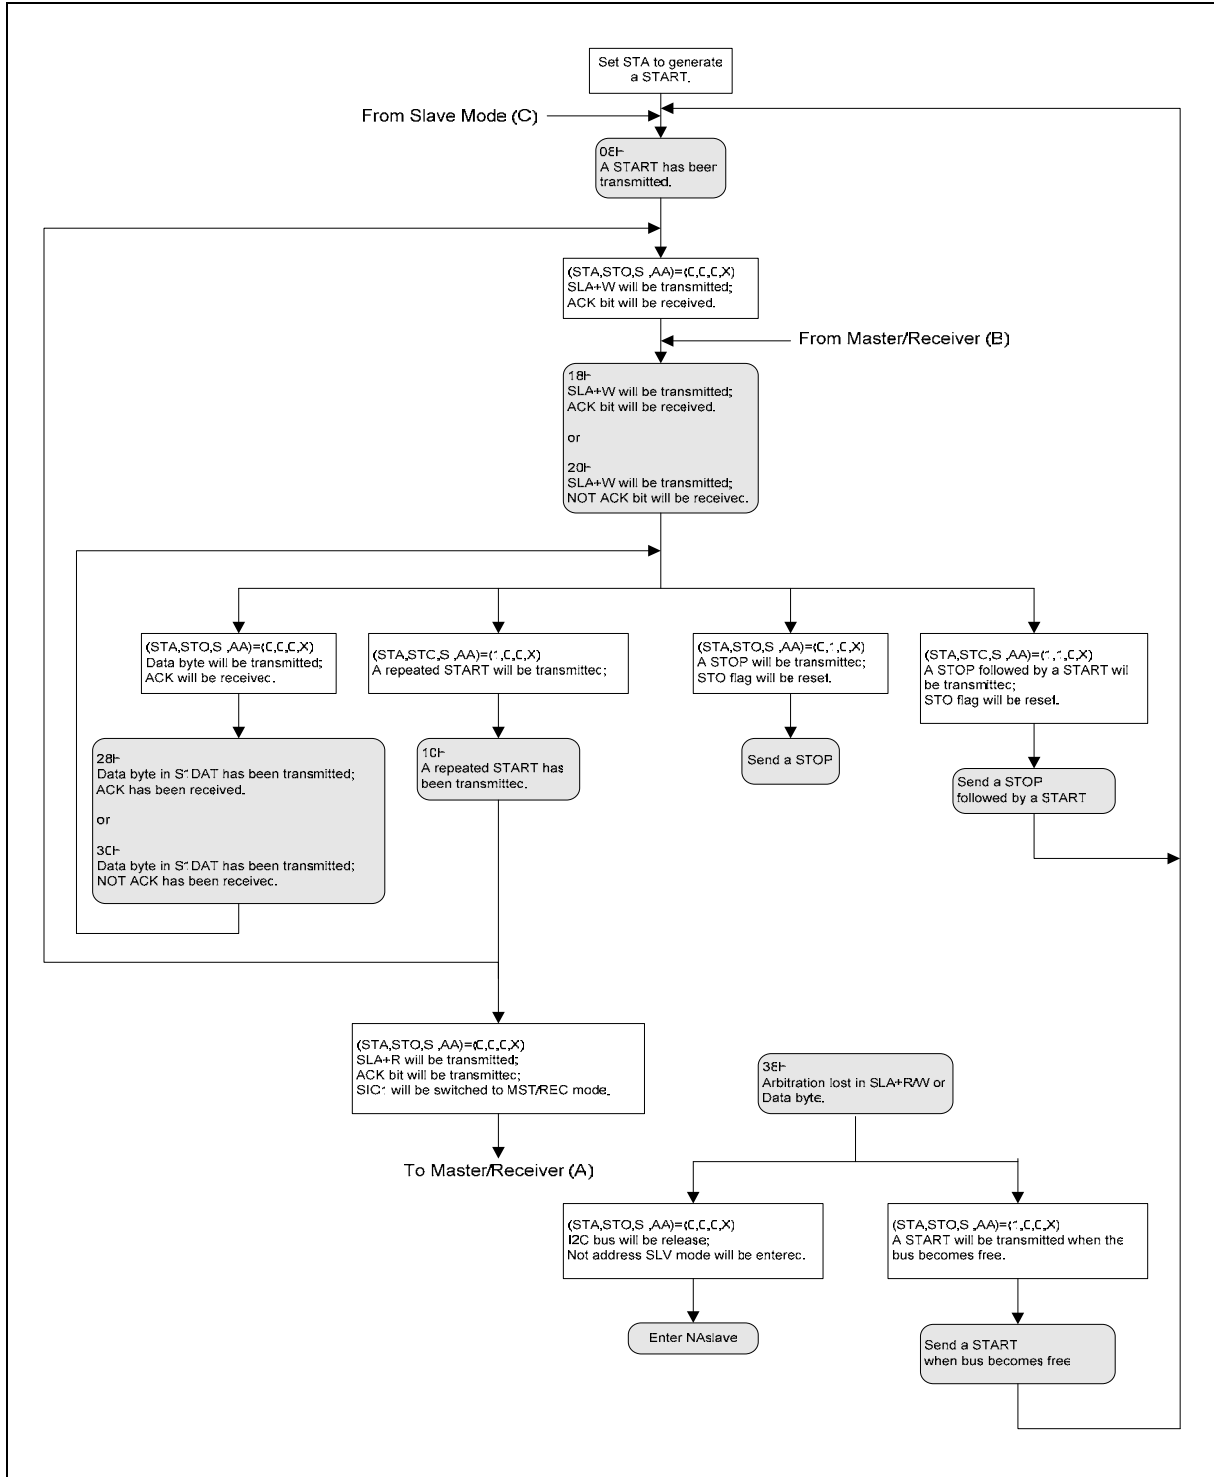 Set STA to generate
a START.
From Slave Mode (C)
08H
A START has been
transmitted.
(STA,STO,S ,AA)=(0,0,0,X)
SLA+W will be transmitted;
ACK bit will be received.
From Master/Receiver (B)
18H
SLA+W will be transmitted;
ACK bit will be received.
or
20H
SLA+W will be transmitted;
NOT ACK bit will be received.
(STA,STO,S ,AA)=(0,0,0,X)
Data byte will be transmitted;
ACK will be received.
(STA,STO,S ,AA)=(1,0,0,X)
A repeated START will be transmitted;
(STA,STO,S ,AA)=(0,1,0,X)
A STOP will be transmitted;
STO flag will be reset.
(STA,STO,S ,AA)=(1,1,0,X)
A STOP followed by a START will
be transmitted;
STO flag will be reset.
28H
Data byte in S1DAT has been transmitted;
ACK has been received.
or
30H
Data byte in S1DAT has been transmitted;
NOT ACK has been received.
10H
A repeated START has
been transmitted.
Send a STOP
Send a STOP
followed by a START
(STA,STO,S ,AA)=(0,0,0,X)
SLA+R will be transmitted;
ACK bit will be transmitted;
SIO1 will be switched to MST/REC mode.
To Master/Receiver (A)
38H
Arbitration lost in SLA+R/W or
Data byte.
(STA,STO,S ,AA)=(0,0,0,X)
I2C bus will be release;
Not address SLV mode will be entered.
(STA,STO,S ,AA)=(1,0,0,X)
A START will be transmitted when the
bus becomes free.
Enter NAslave
Send a START
when bus becomes free